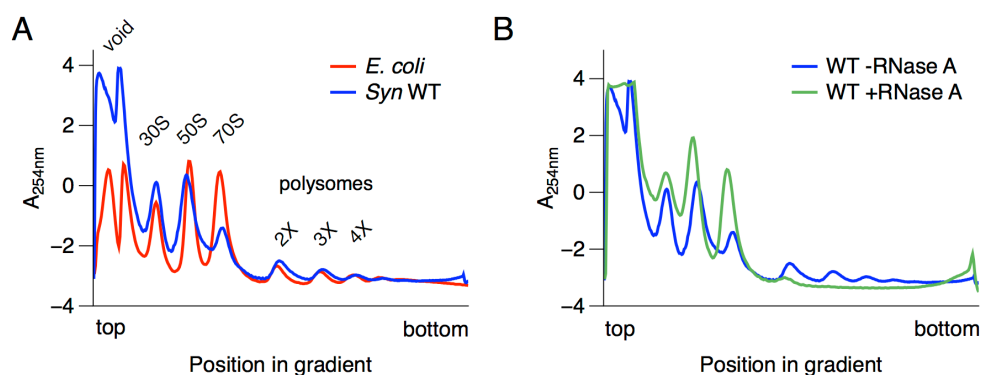 A
void
E. coli
Syn WT
30S
50S
70S
polysomes
2X
3X
4X
4
2
0
−2
−4
A254nm
top
bottom
Position in gradient
B
WT -RNase A
WT +RNase A
4
2
0
−2
−4
A254nm
top
bottom
Position in gradient